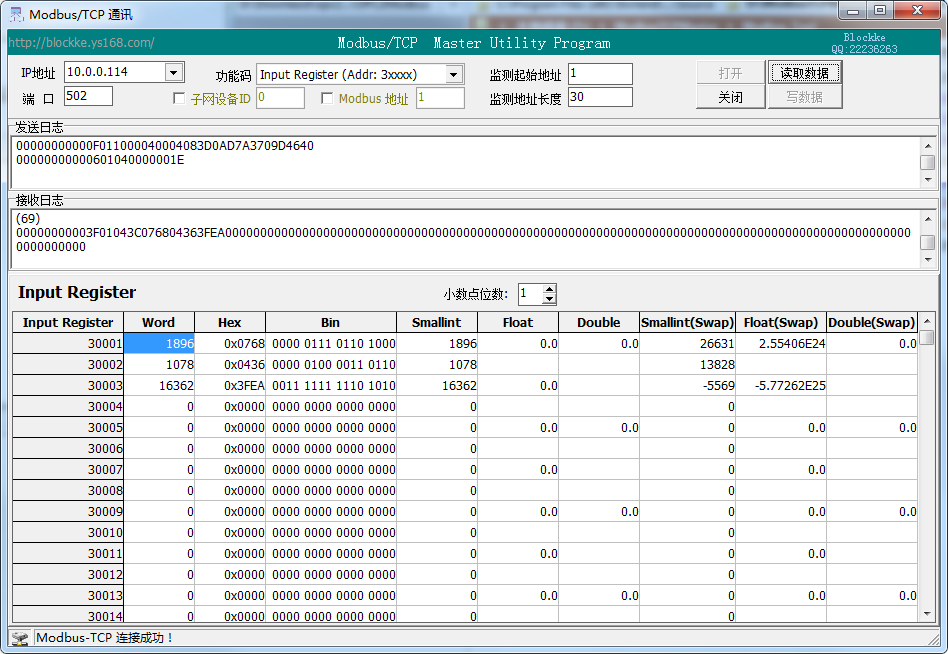 Modbus/TCP 通讯
http://blockke.ys168.com/
Modbus/TCP Master Utility Program
Blockke
QQ:22236263
IP地址 10.0.0.114 功能码 Input Register (Addr: 3xxxx) 监测起始地址 1 打开 读取数据
端 口 502 子网设备ID 0 Modbus 地址 1 监测地址长度 30 关闭 写数据
发送日志
00000000000F011000040004083D0AD7A3709D4640
00000000000601040000001E
接收日志
(69)
Input Register 小数点位数: 1
Input Register Word Hex Bin Smallint Float Double Smallint(Swap) Float(Swap) Double(Swap)
30001 1896 0x0768 0000 0111 0110 1000 1896 0.0 0.0 26631 2.55406E24 0.0
30002 1078 0x0436 0000 0100 0011 0110 1078 13828
30003 16362 0x3FEA 0011 1111 1110 1010 16362 0.0 -5569 -5.77262E25
30004 0 0x0000 0000 0000 0000 0000 0 0
30005 0 0x0000 0000 0000 0000 0000 0 0.0 0.0 0 0.0 0.0
30006 0 0x0000 0000 0000 0000 0000 0 0
30007 0 0x0000 0000 0000 0000 0000 0 0.0 0 0.0
30008 0 0x0000 0000 0000 0000 0000 0 0
30009 0 0x0000 0000 0000 0000 0000 0 0.0 0.0 0 0.0 0.0
30010 0 0x0000 0000 0000 0000 0000 0 0
30011 0 0x0000 0000 0000 0000 0000 0 0.0 0 0.0
30012 0 0x0000 0000 0000 0000 0000 0 0
30013 0 0x0000 0000 0000 0000 0000 0 0.0 0.0 0 0.0 0.0
30014 0 0x0000 0000 0000 0000 0000 0 0
Modbus-TCP 连接成功！